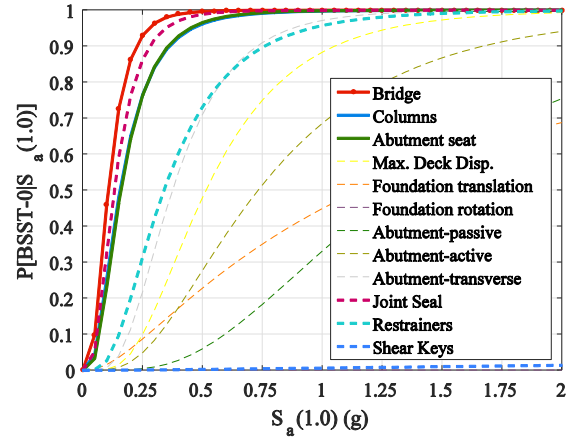 P[BSST-0|S_a(1.0)]
1
0.9
0.8
0.7
0.6
0.5
0.4
0.3
0.2
0.1
0
Bridge
Columns
Abutment seat
Max. Deck Disp.
Foundation translation
Foundation rotation
Abutment-passive
Abutment-active
Abutment-transverse
Joint Seal
Restrainers
Shear Keys
0 0.25 0.5 0.75 1 1.25 1.5 1.75 2
S_a(1.0) (g)